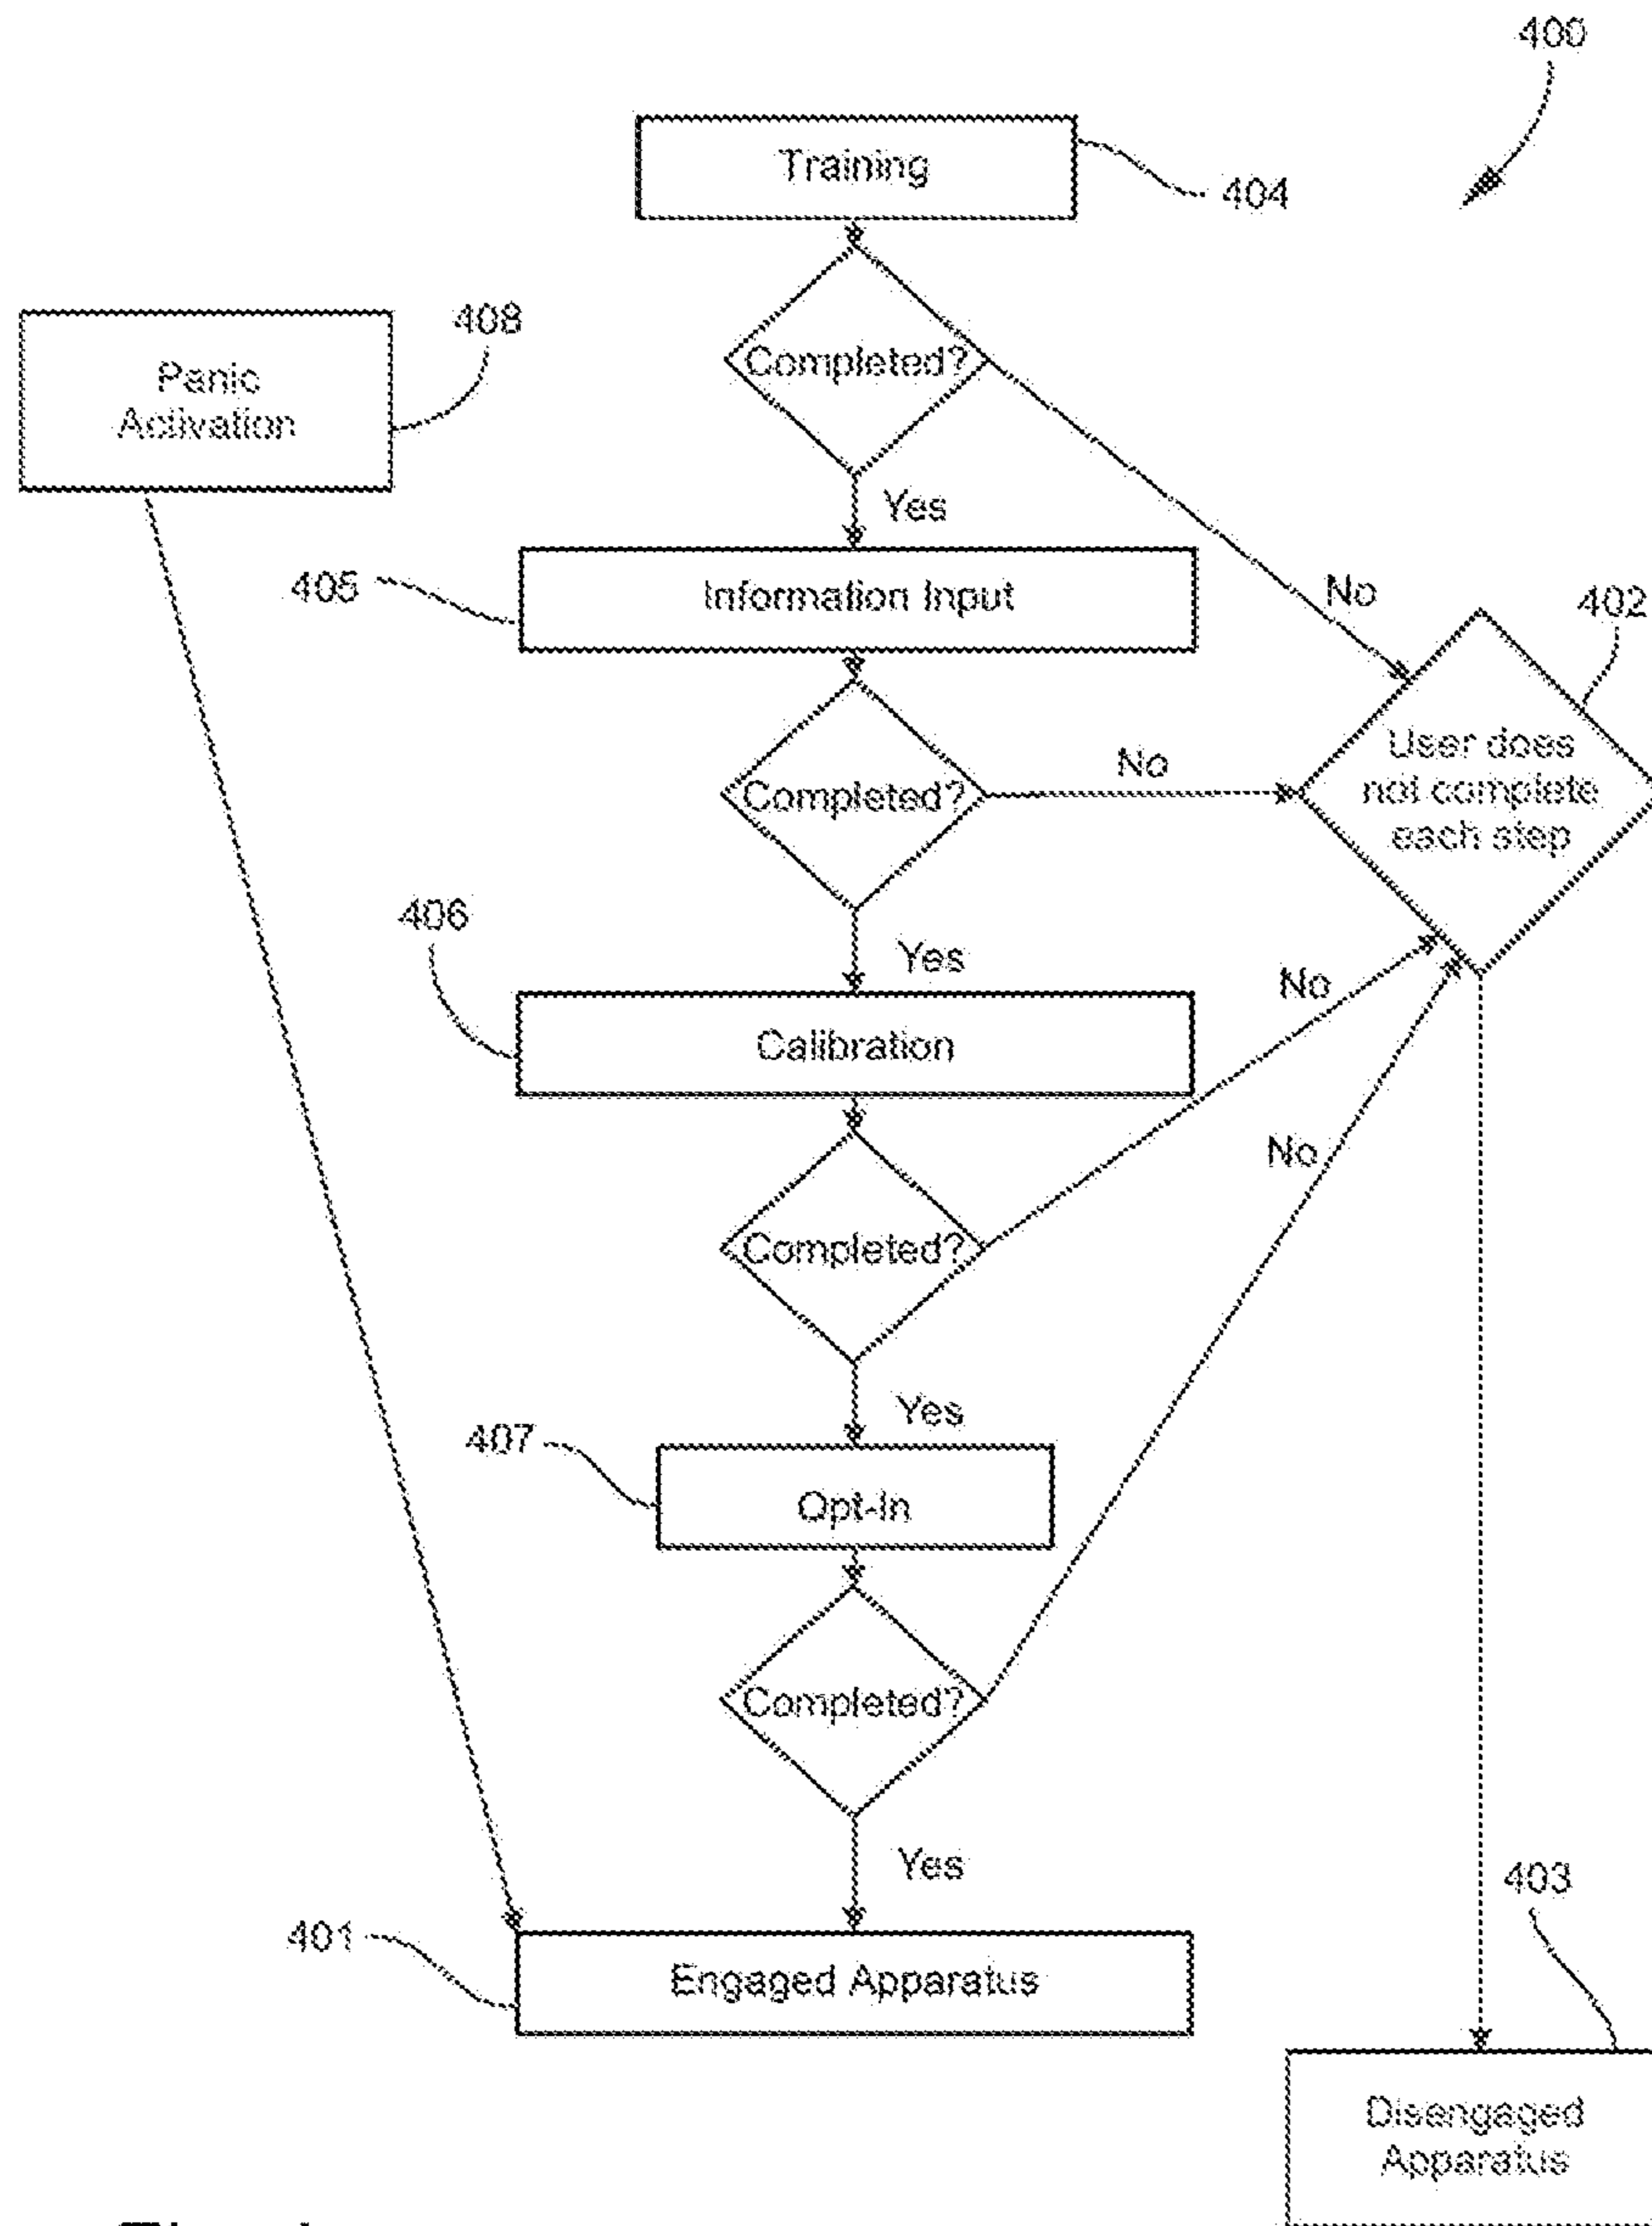 400
Training
404
Completed?
408
Panic
Activation
Yes
405
Information Input
No
402
User does
not complete
each step
Completed?
No
406
Yes
Calibration
No
No
Completed?
Yes
407
Opt-In
Completed?
Yes
403
401
Engaged Apparatus
Disengaged
Apparatus